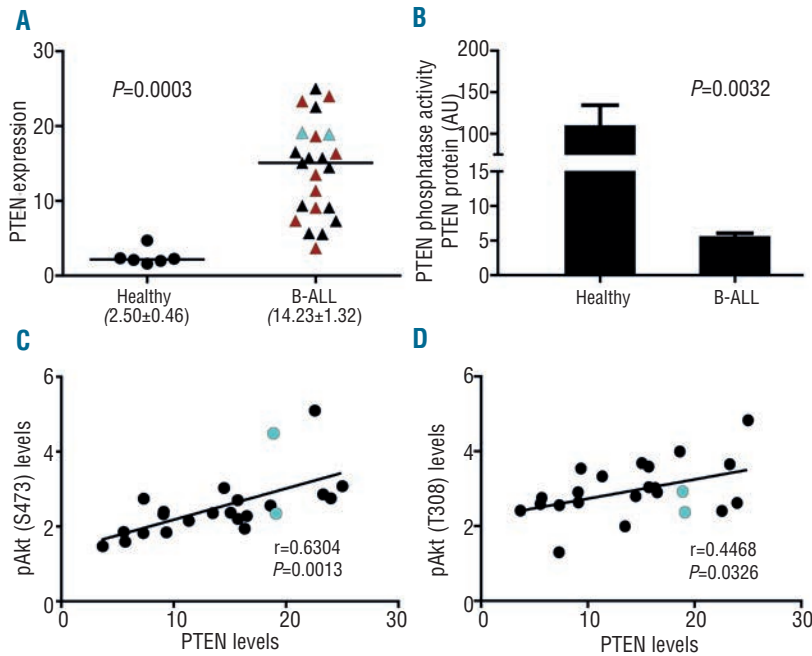 A
PTEN expression
30
20
10
0
P=0.0003
Healthy
(2.50±0.46)
B-ALL
(14.23±1.32)
B
PTEN phosphatase activity
PTEN protein (AU)
200
150
100
15
10
5
0
P=0.0032
Healthy
B-ALL
C
pAkt (S473) levels
6
4
2
0
r=0.6304
P=0.0013
0
10
20
30
PTEN levels
D
pAkt (T308) levels
6
4
2
0
r=0.4468
P=0.0326
0
10
20
30
PTEN levels